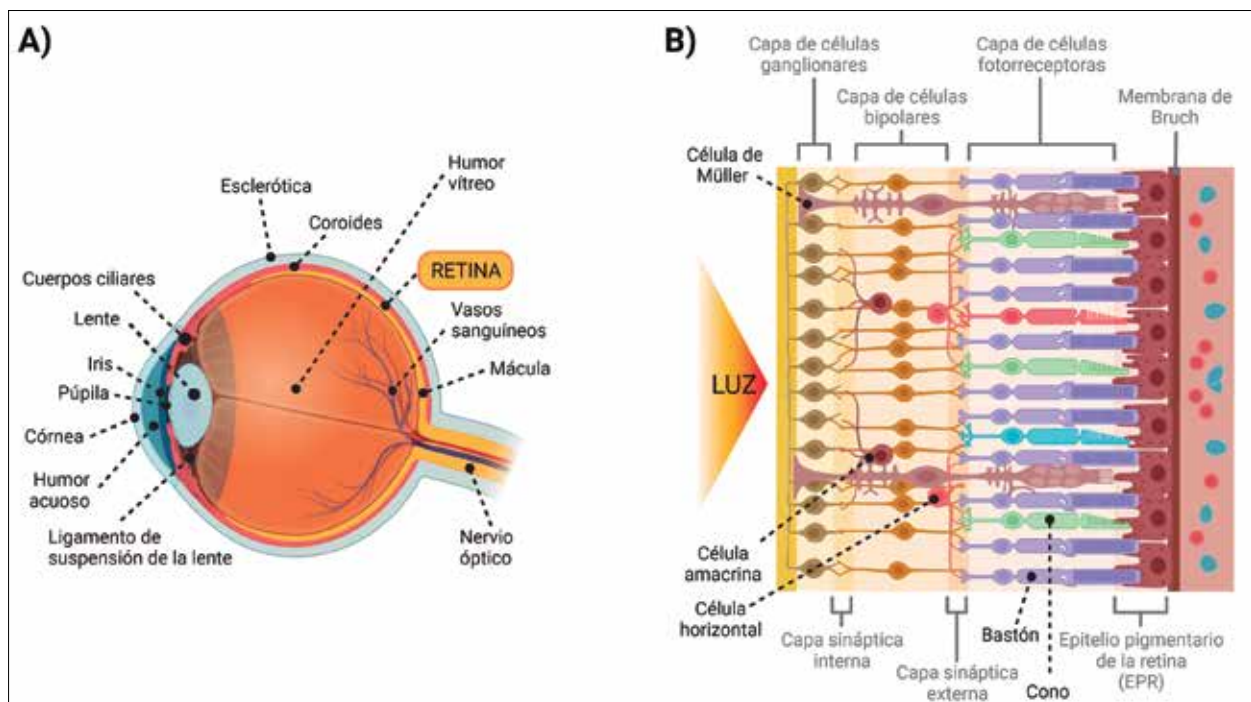 A)
Esclerótica
Humor
vítreo
Coroides
Cuerpos ciliares
RETINA
Lente
Vasos
sanguíneos
Iris
Púpila
Mácula
Córnea
Humor
acuoso
Ligamento de
suspensión de la lente
Nervio
óptico
B)
Capa de células
ganglionares
Capa de células
fotorreceptoras
Capa de células
bipolares
Membrana de
Bruch
Célula de
Müller
LUZ
Célula
amacrina
Célula
horizontal
Capa sináptica
interna
Capa sináptica
externa
Bastón
Cono
Epitelio pigmentario
de la retina
(EPR)